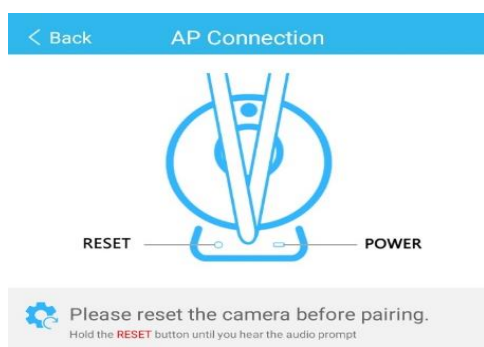 Back
AP Connection
RESET
POWER
Please reset the camera before pairing.
Hold the RESET button until you hear the audio prompt